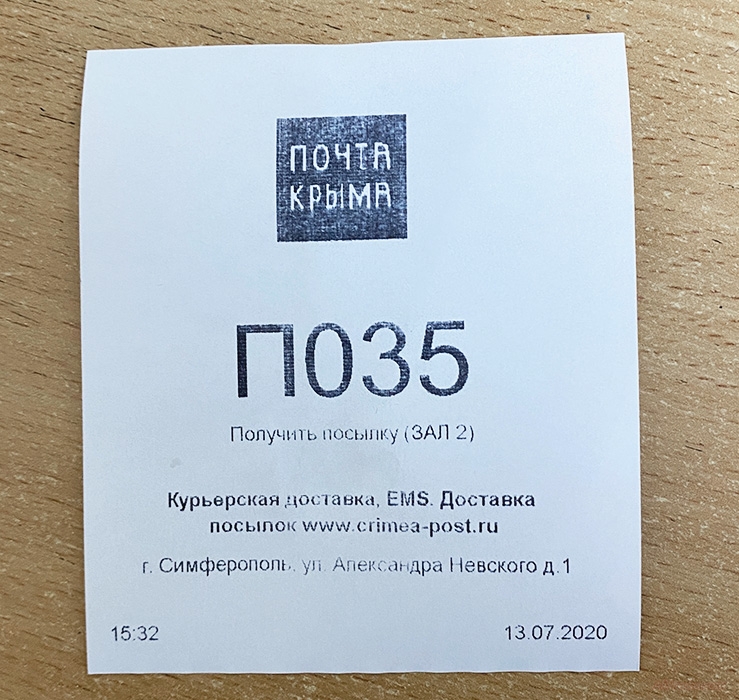 ПОЧТА
КРЫМА
П035
Получить посылку (ЗАЛ 2)
Курьерская доставка, EMS. Доставка
посылок www.crimea-post.ru
г. Симферополь, ул. Александра Невского д.1
15:32 13.07.2020